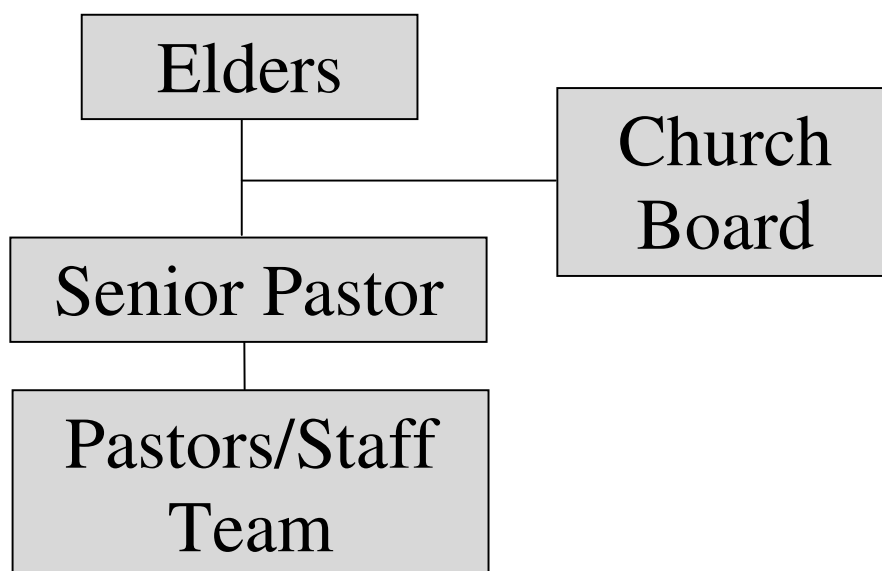 Elders
Church
Board
Senior Pastor
Pastors/Staff
Team